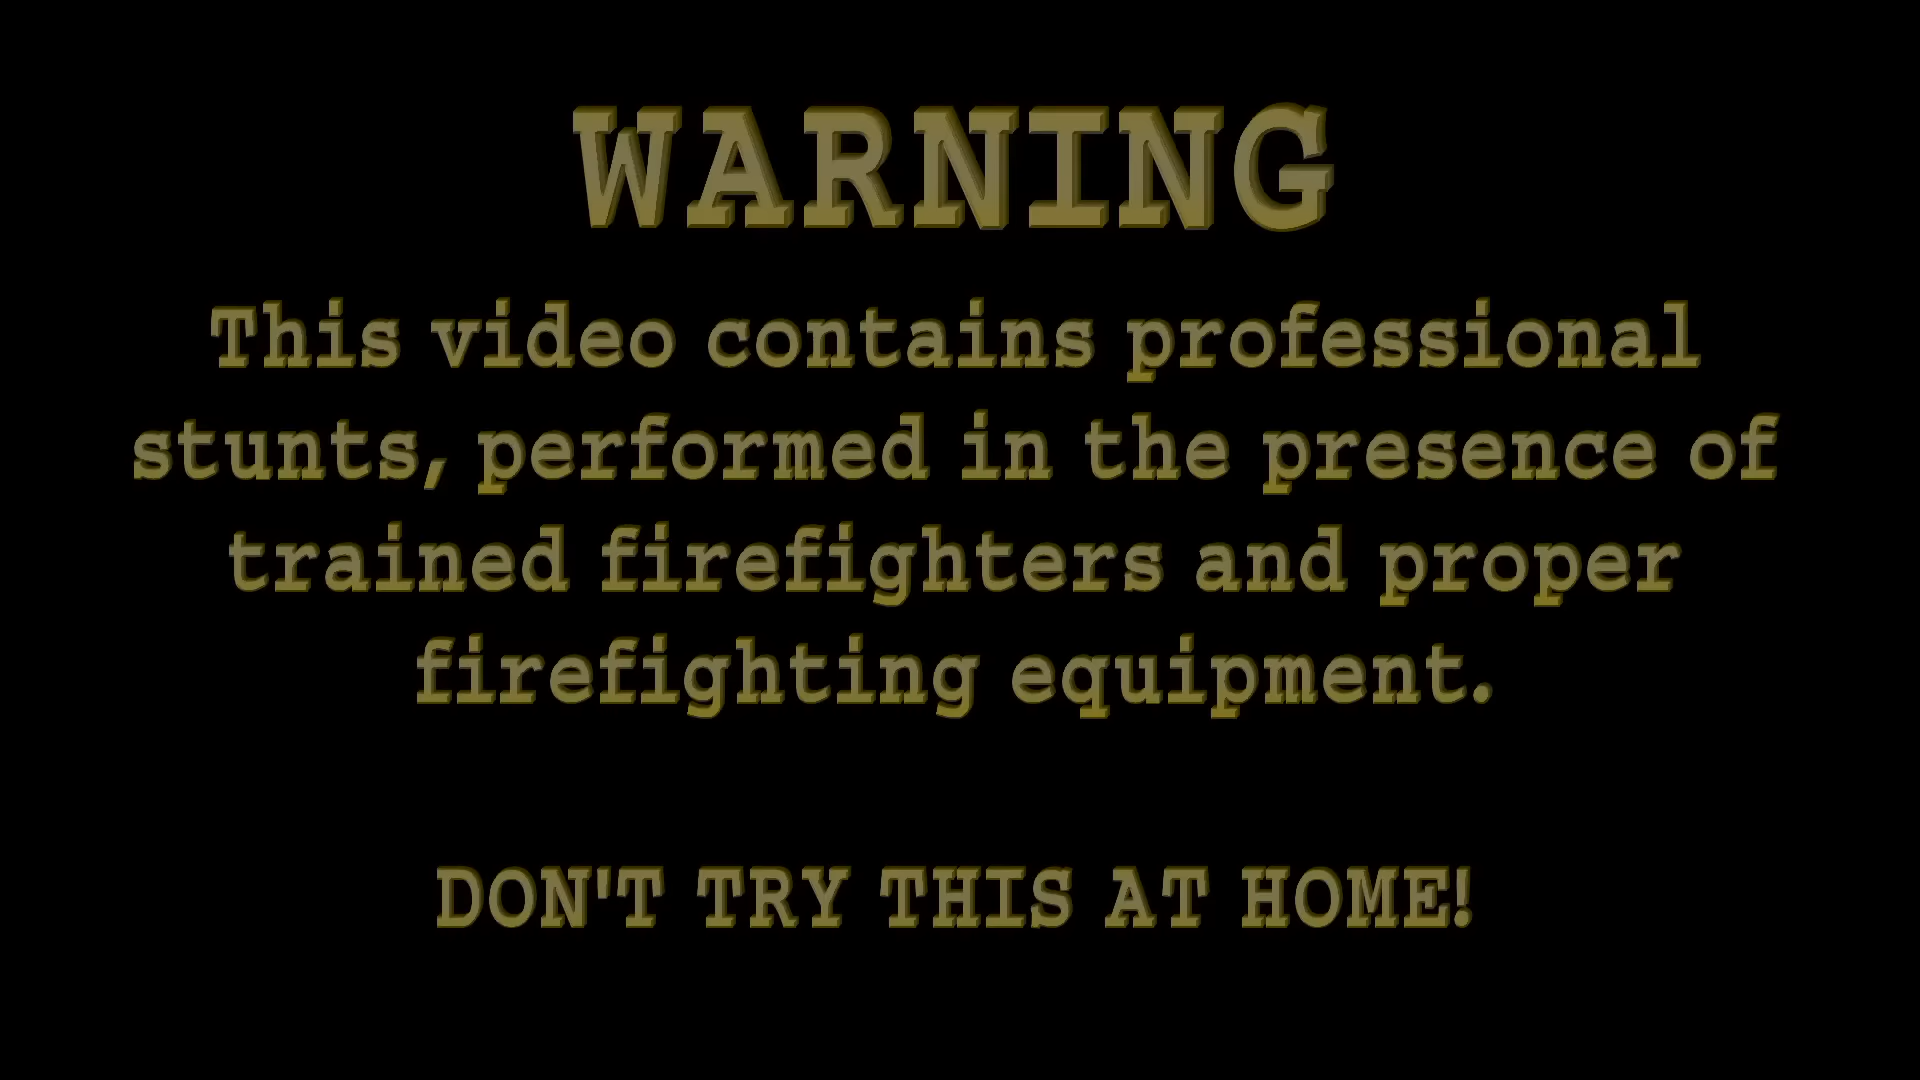 WARNING
This video contains professional
stunts, performed in the presence of
trained firefighters and proper
firefighting equipment.
DON'T TRY THIS AT HOME!